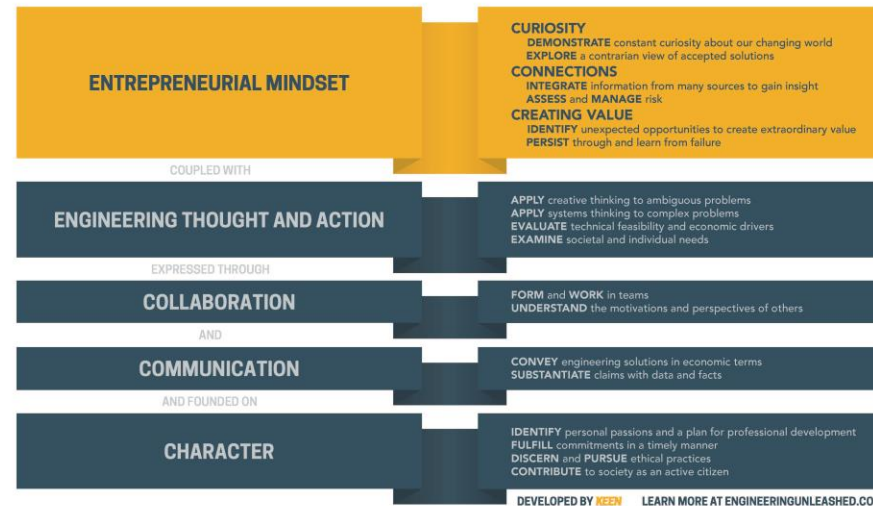 ENTREPRENEURIAL MINDSET
CURIOSITY
DEMONSTRATE constant curiosity about our changing world
EXPLORE a contrarian view of accepted solutions
CONNECTIONS
INTEGRATE information from many sources to gain insight
ASSESS and MANAGE risk
CREATING VALUE
IDENTIFY unexpected opportunities to create extraordinary value
PERSIST through and learn from failure
COUPLED WITH
ENGINEERING THOUGHT AND ACTION
APPLY creative thinking to ambiguous problems
APPLY systems thinking to complex problems
EVALUATE technical feasibility and economic drivers
EXAMINE societal and individual needs
EXPRESSED THROUGH
COLLABORATION
FORM and WORK in teams
UNDERSTAND the motivations and perspectives of others
AND
COMMUNICATION
CONVEY engineering solutions in economic terms
SUBSTANTIATE claims with data and facts
AND FOUNDED ON
CHARACTER
IDENTIFY personal passions and a plan for professional development
FULFILL commitments in a timely manner
DISCERN and PURSUE ethical practices
CONTRIBUTE to society as an active citizen
DEVELOPED BY KEEN LEARN MORE AT ENGINEERINGUNLEASHED.CO